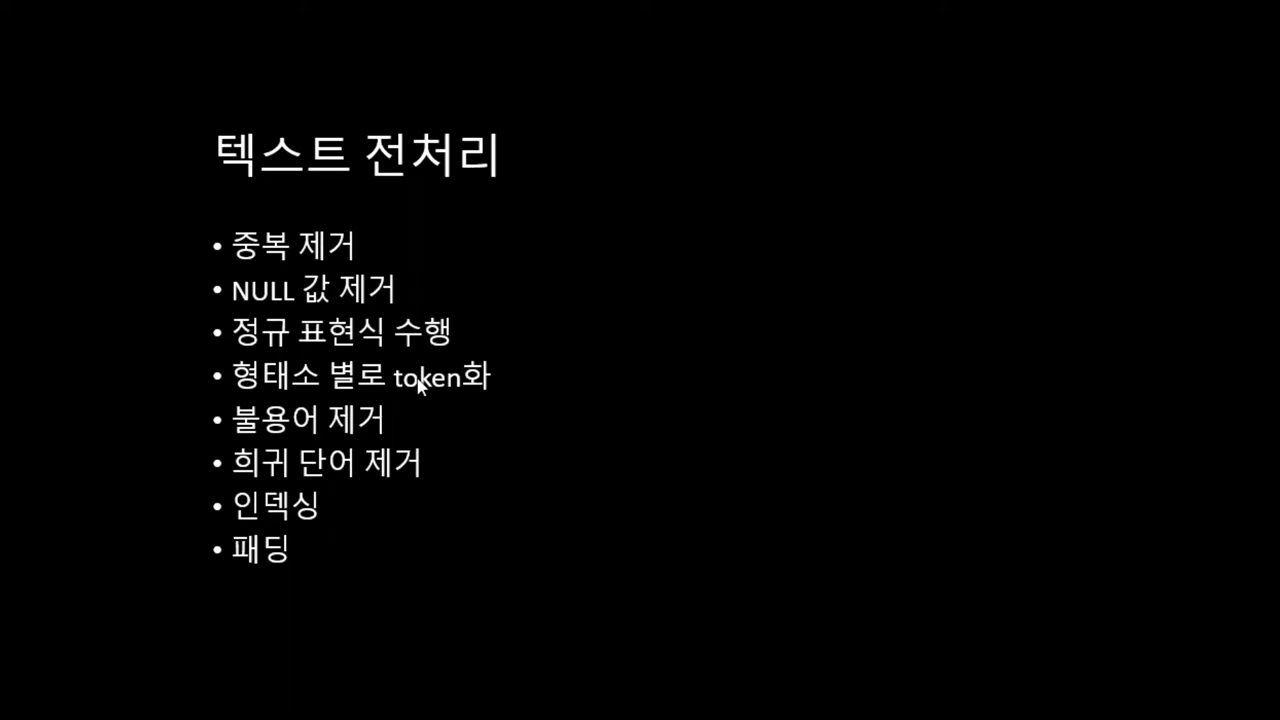 텍스트 전처리
• 중복 제거
• NULL 값 제거
• 정규 표현식 수행
• 형태소 별로 token화
• 불용어 제거
• 희귀 단어 제거
• 인덱싱
• 패딩